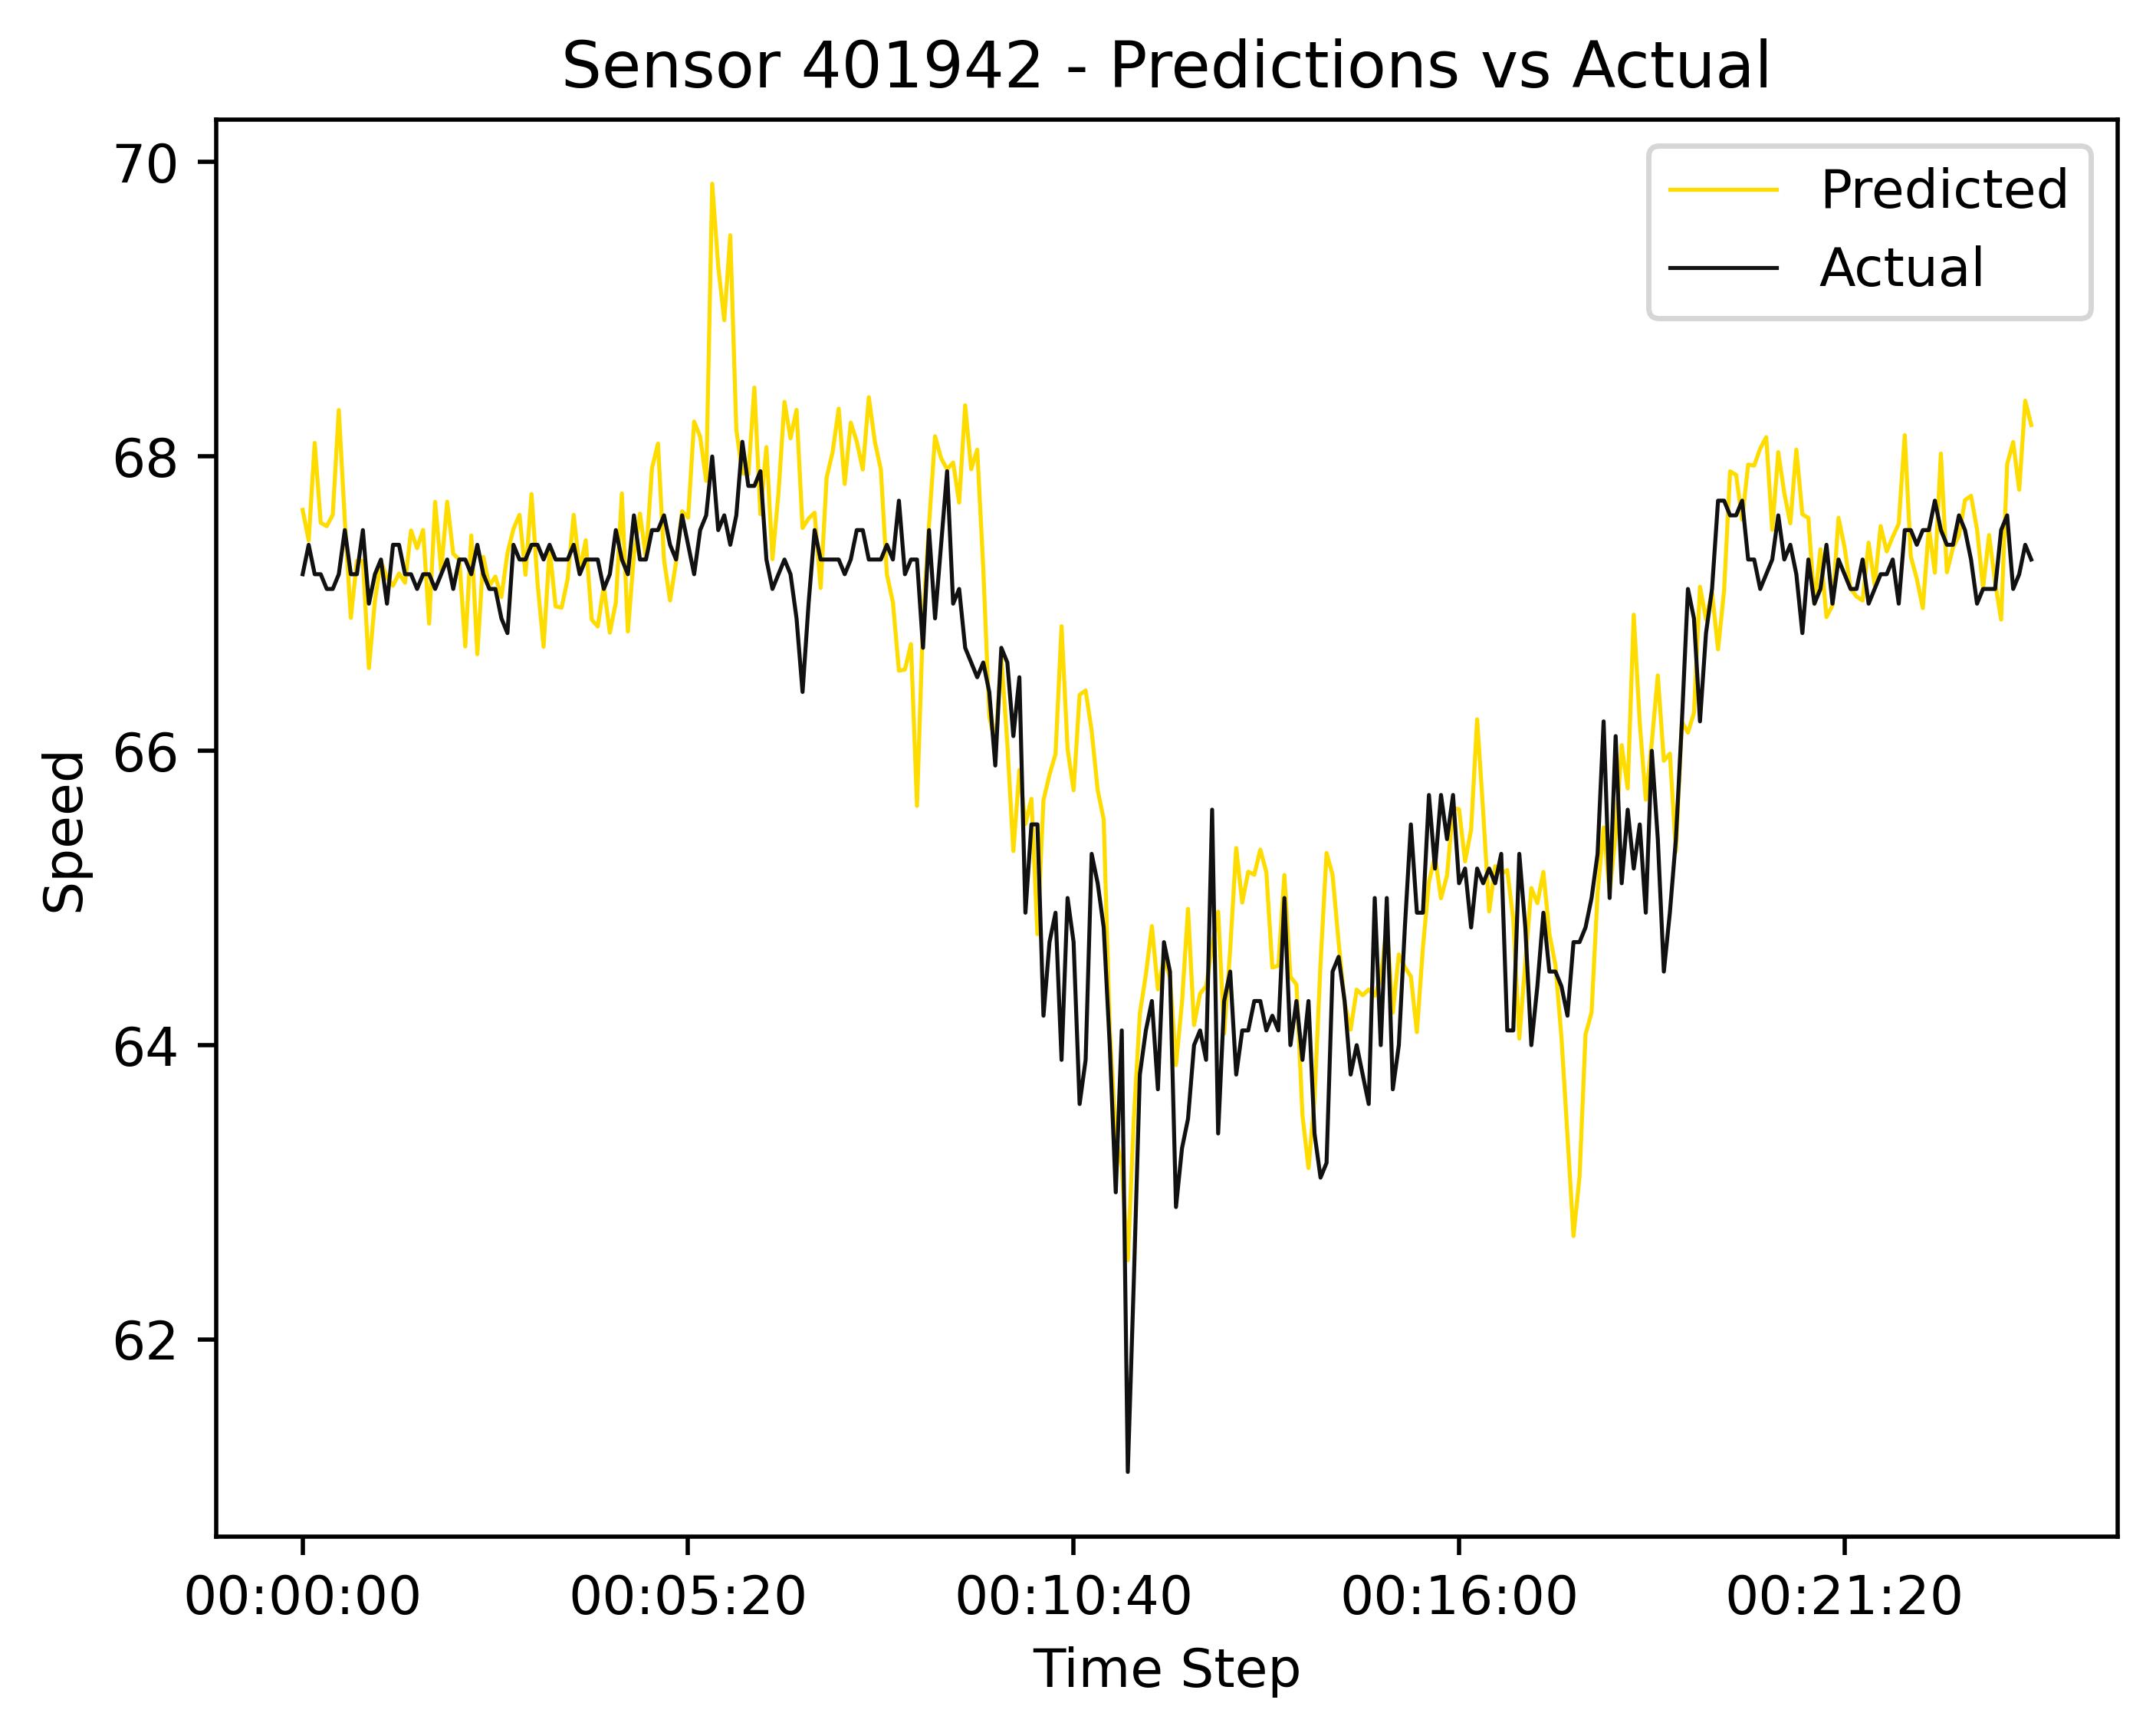 Sensor 401942 - Predictions vs Actual
Predicted
Actual
70
68
66
64
62
Speed
00:00:00 00:05:20 00:10:40 00:16:00 00:21:20
Time Step